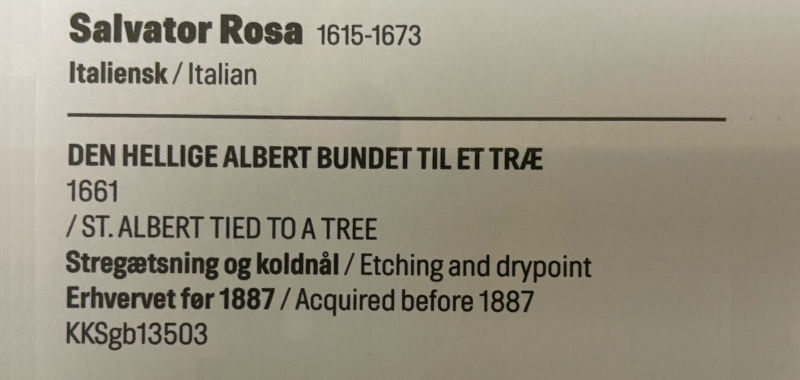 Salvator Rosa 1615-1673
Italiensk / Italian
DEN HELLIGE ALBERT BUNDET TIL ET TRÆ
1661
/ ST. ALBERT TIED TO A TREE
Stregætsning og koldnål / Etching and drypoint
Erhvervet før 1887 / Acquired before 1887
KKSgb13503